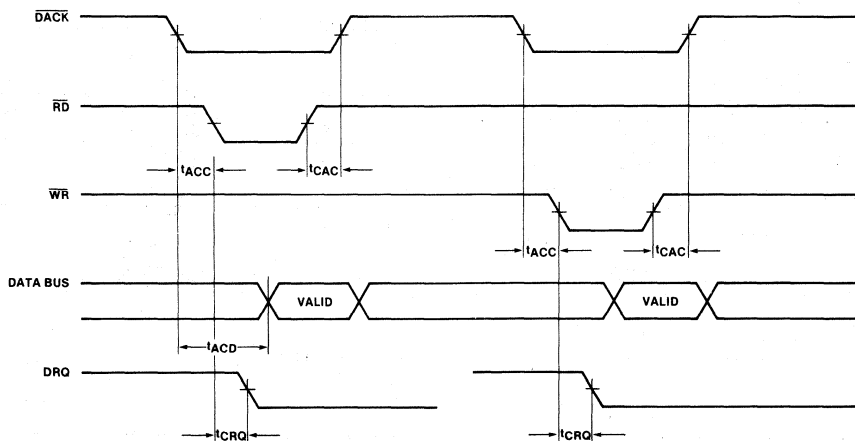 DACK
RD
tACC
tCAC
WR
tACC
tCAC
DATA BUS
VALID
VALID
tACD
DRQ
tCRQ
tCRQ